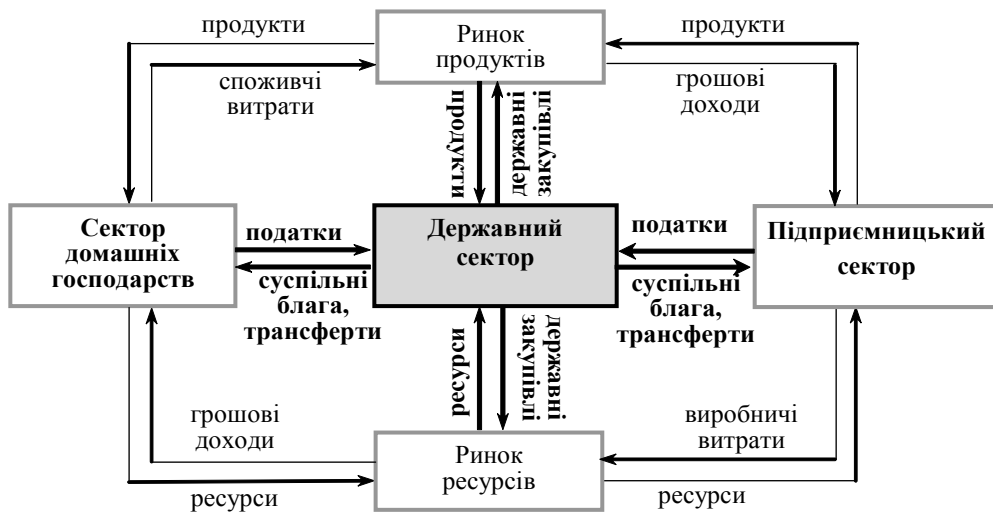 продукти
Ринок
продуктів
продукти
споживчі
витрати
грошові
доходи
продукти
державні
закупівлі
Сектор
домашніх
господарств
податки
суспільні
блага,
трансферти
Державний
сектор
податки
суспільні
блага,
трансферти
Підприємницький
сектор
ресурси
державні
закупівлі
грошові
доходи
ресурси
Ринок
ресурсів
виробничі
витрати
ресурси